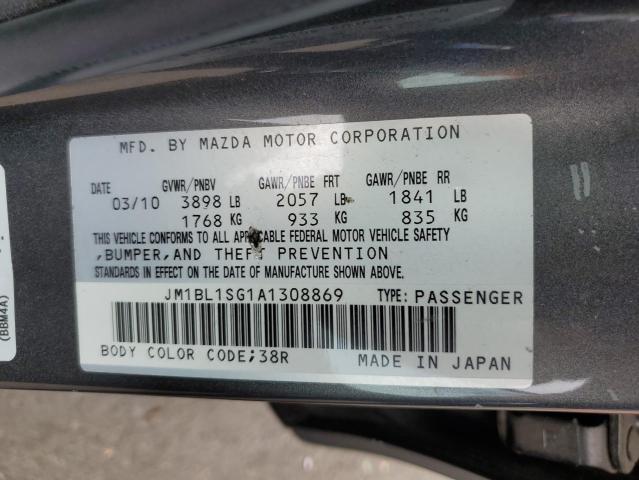 MFD. BY MAZDA MOTOR CORPORATION
DATE GVWR/PNBV GAWR/PNBE FRT GAWR/PNBE RR
03/10 3898 LB 2057 LB 1841 LB
1768 KG 933 KG 835 KG
THIS VEHICLE CONFORMS TO ALL APPLICABLE FEDERAL MOTOR VEHICLE SAFETY
,BUMPER,AND THEFT PREVENTION
STANDARDS IN EFFECT ON THE DATE OF MANUFACTURE SHOWN ABOVE.
JM1BL1SG1A1308869 TYPE:PASSENGER
BODY COLOR CODE;38R MADE IN JAPAN
(BBM4A)